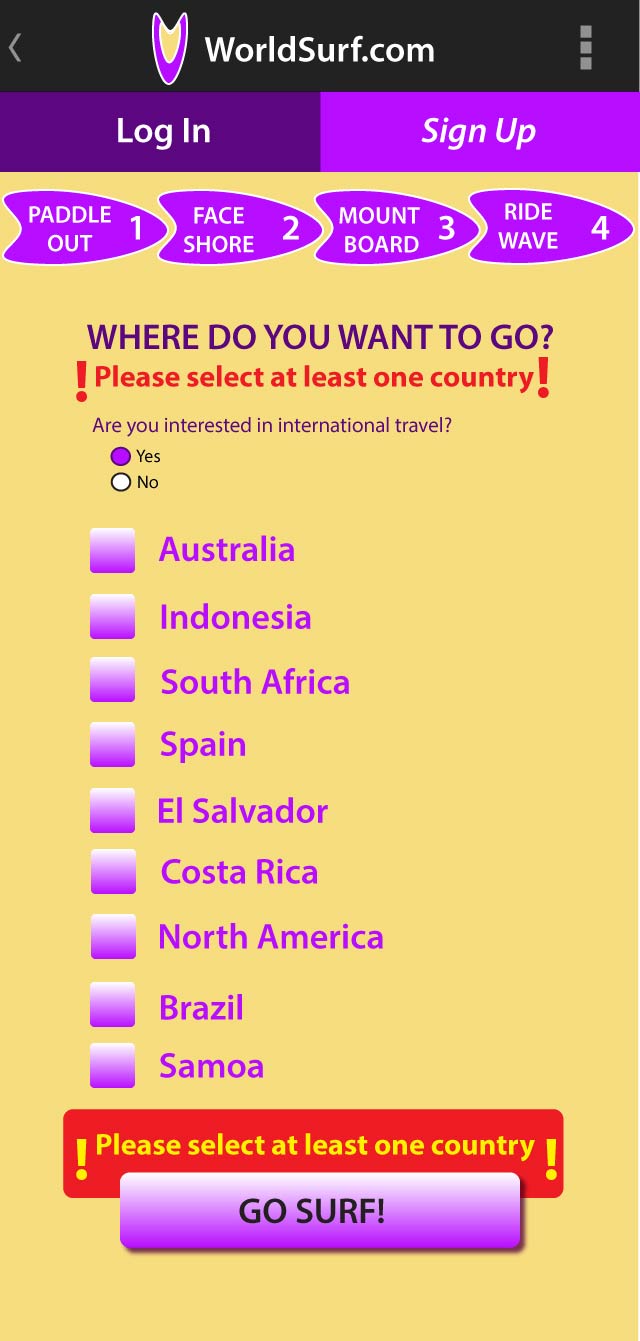 WorldSurf.com
Log In
Sign Up
PADDLE
OUT 1
FACE
SHORE 2
MOUNT
BOARD 3
RIDE
WAVE 4
WHERE DO YOU WANT TO GO?
! Please select at least one country !
Are you interested in international travel?
Yes
No
Australia
Indonesia
South Africa
Spain
El Salvador
Costa Rica
North America
Brazil
Samoa
! Please select at least one country !
GO SURF!